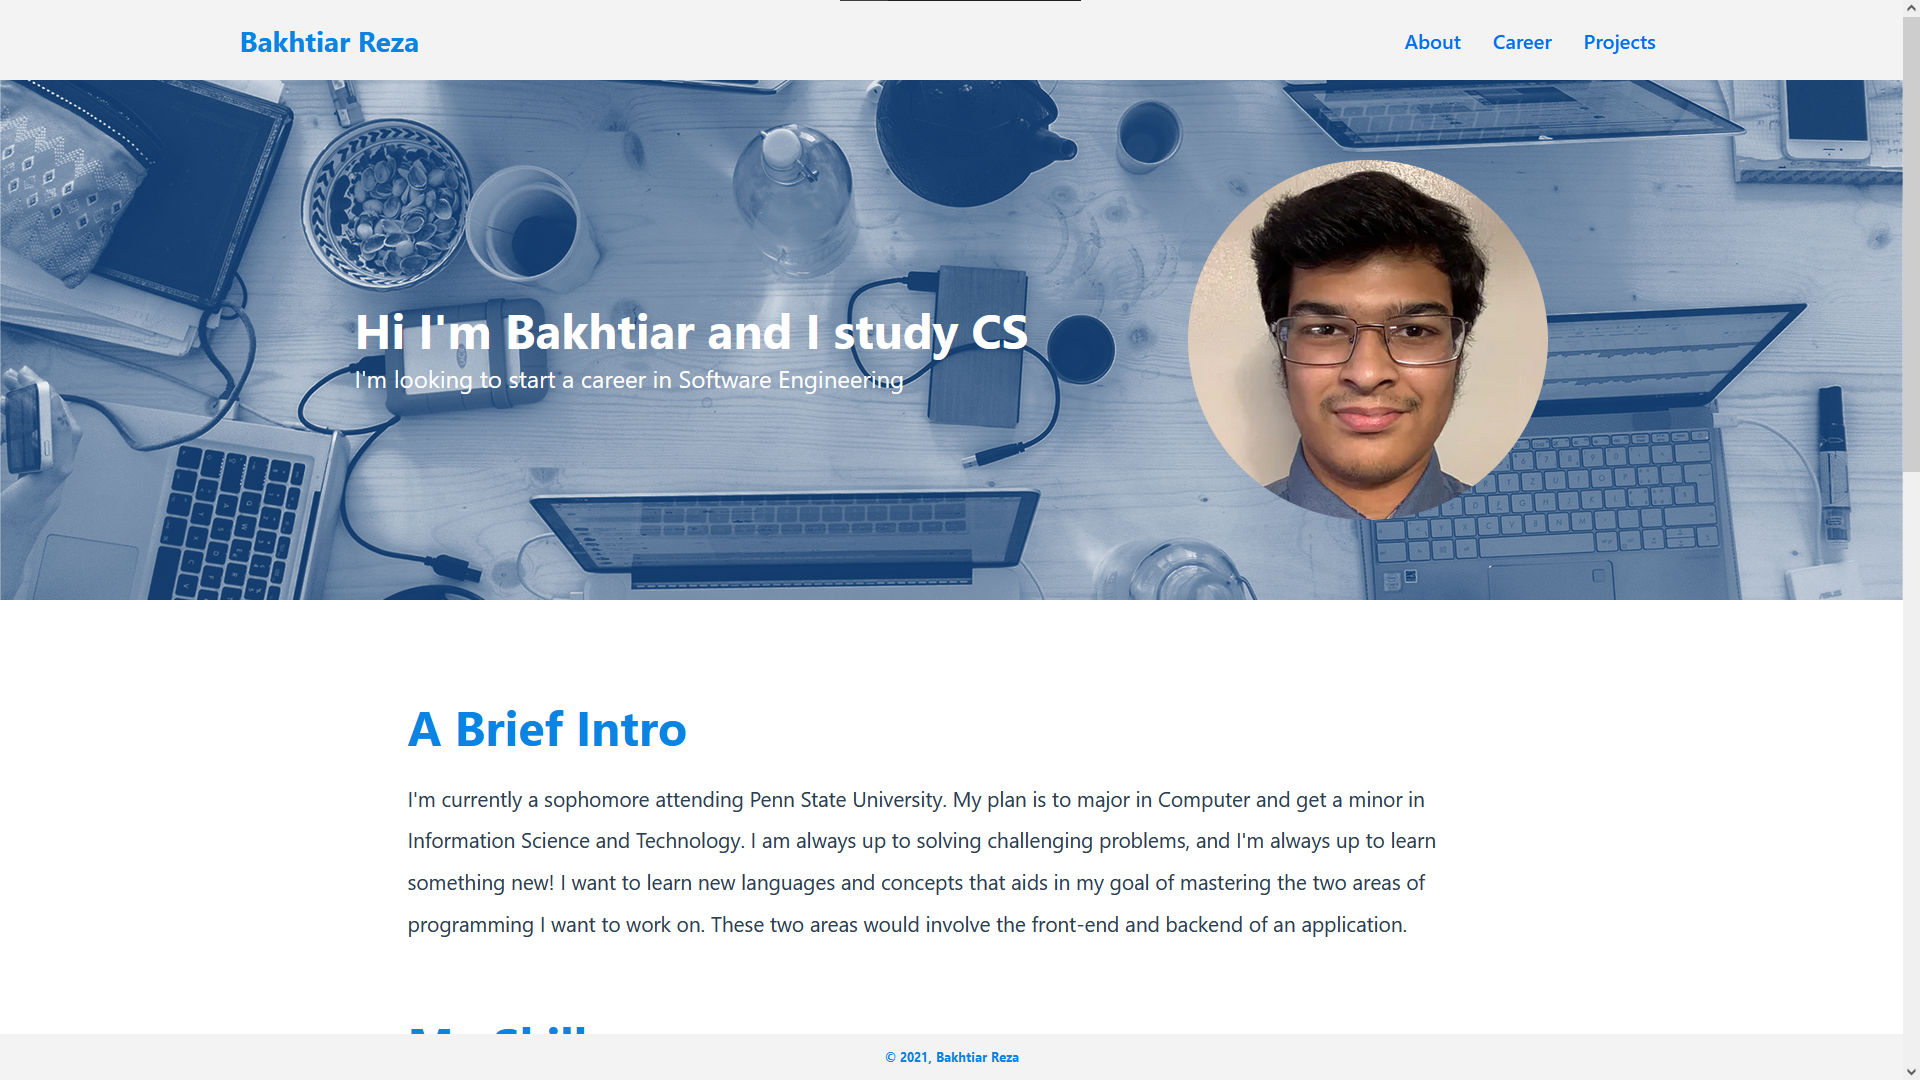 Bakhtiar Reza
About Career Projects
Hi I'm Bakhtiar and I study CS
I'm looking to start a career in Software Engineering
A Brief Intro
I'm currently a sophomore attending Penn State University. My plan is to major in Computer and get a minor in
Information Science and Technology. I am always up to solving challenging problems, and I'm always up to learn
something new! I want to learn new languages and concepts that aids in my goal of mastering the two areas of
programming I want to work on. These two areas would involve the front-end and backend of an application.
© 2021, Bakhtiar Reza